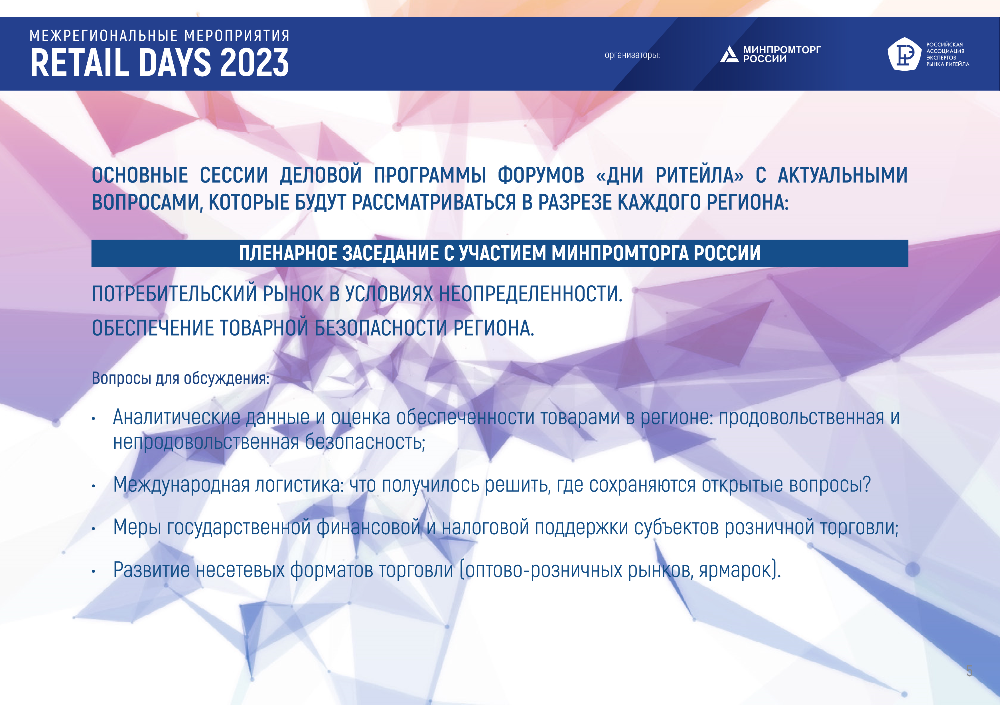 МЕЖРЕГИОНАЛЬНЫЕ МЕРОПРИЯТИЯ
RETAIL DAYS 2023
организаторы:
МИНПРОМТОРГ
РОССИИ
РОССИЙСКАЯ
АССОЦИАЦИЯ
ЭКСПЕРТОВ
РЫНКА РИТЕЙЛА
ОСНОВНЫЕ СЕССИИ ДЕЛОВОЙ ПРОГРАММЫ ФОРУМОВ «ДНИ РИТЕЙЛА» С АКТУАЛЬНЫМИ
ВОПРОСАМИ, КОТОРЫЕ БУДУТ РАССМАТРИВАТЬСЯ В РАЗРЕЗЕ КАЖДОГО РЕГИОНА:
ПЛЕНАРНОЕ ЗАСЕДАНИЕ С УЧАСТИЕМ МИНПРОМТОРГА РОССИИ
ПОТРЕБИТЕЛЬСКИЙ РЫНОК В УСЛОВИЯХ НЕОПРЕДЕЛЕННОСТИ.
ОБЕСПЕЧЕНИЕ ТОВАРНОЙ БЕЗОПАСНОСТИ РЕГИОНА.
Вопросы для обсуждения:
• Аналитические данные и оценка обеспеченности товарами в регионе: продовольственная и
непродовольственная безопасность;
• Международная логистика: что получилось решить, где сохраняются открытые вопросы?
• Меры государственной финансовой и налоговой поддержки субъектов розничной торговли;
• Развитие несетевых форматов торговли (оптово-розничных рынков, ярмарок).
5